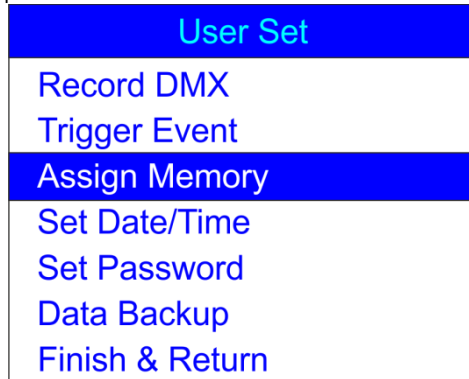 User Set
Record DMX
Trigger Event
Assign Memory
Set Date/Time
Set Password
Data Backup
Finish & Return